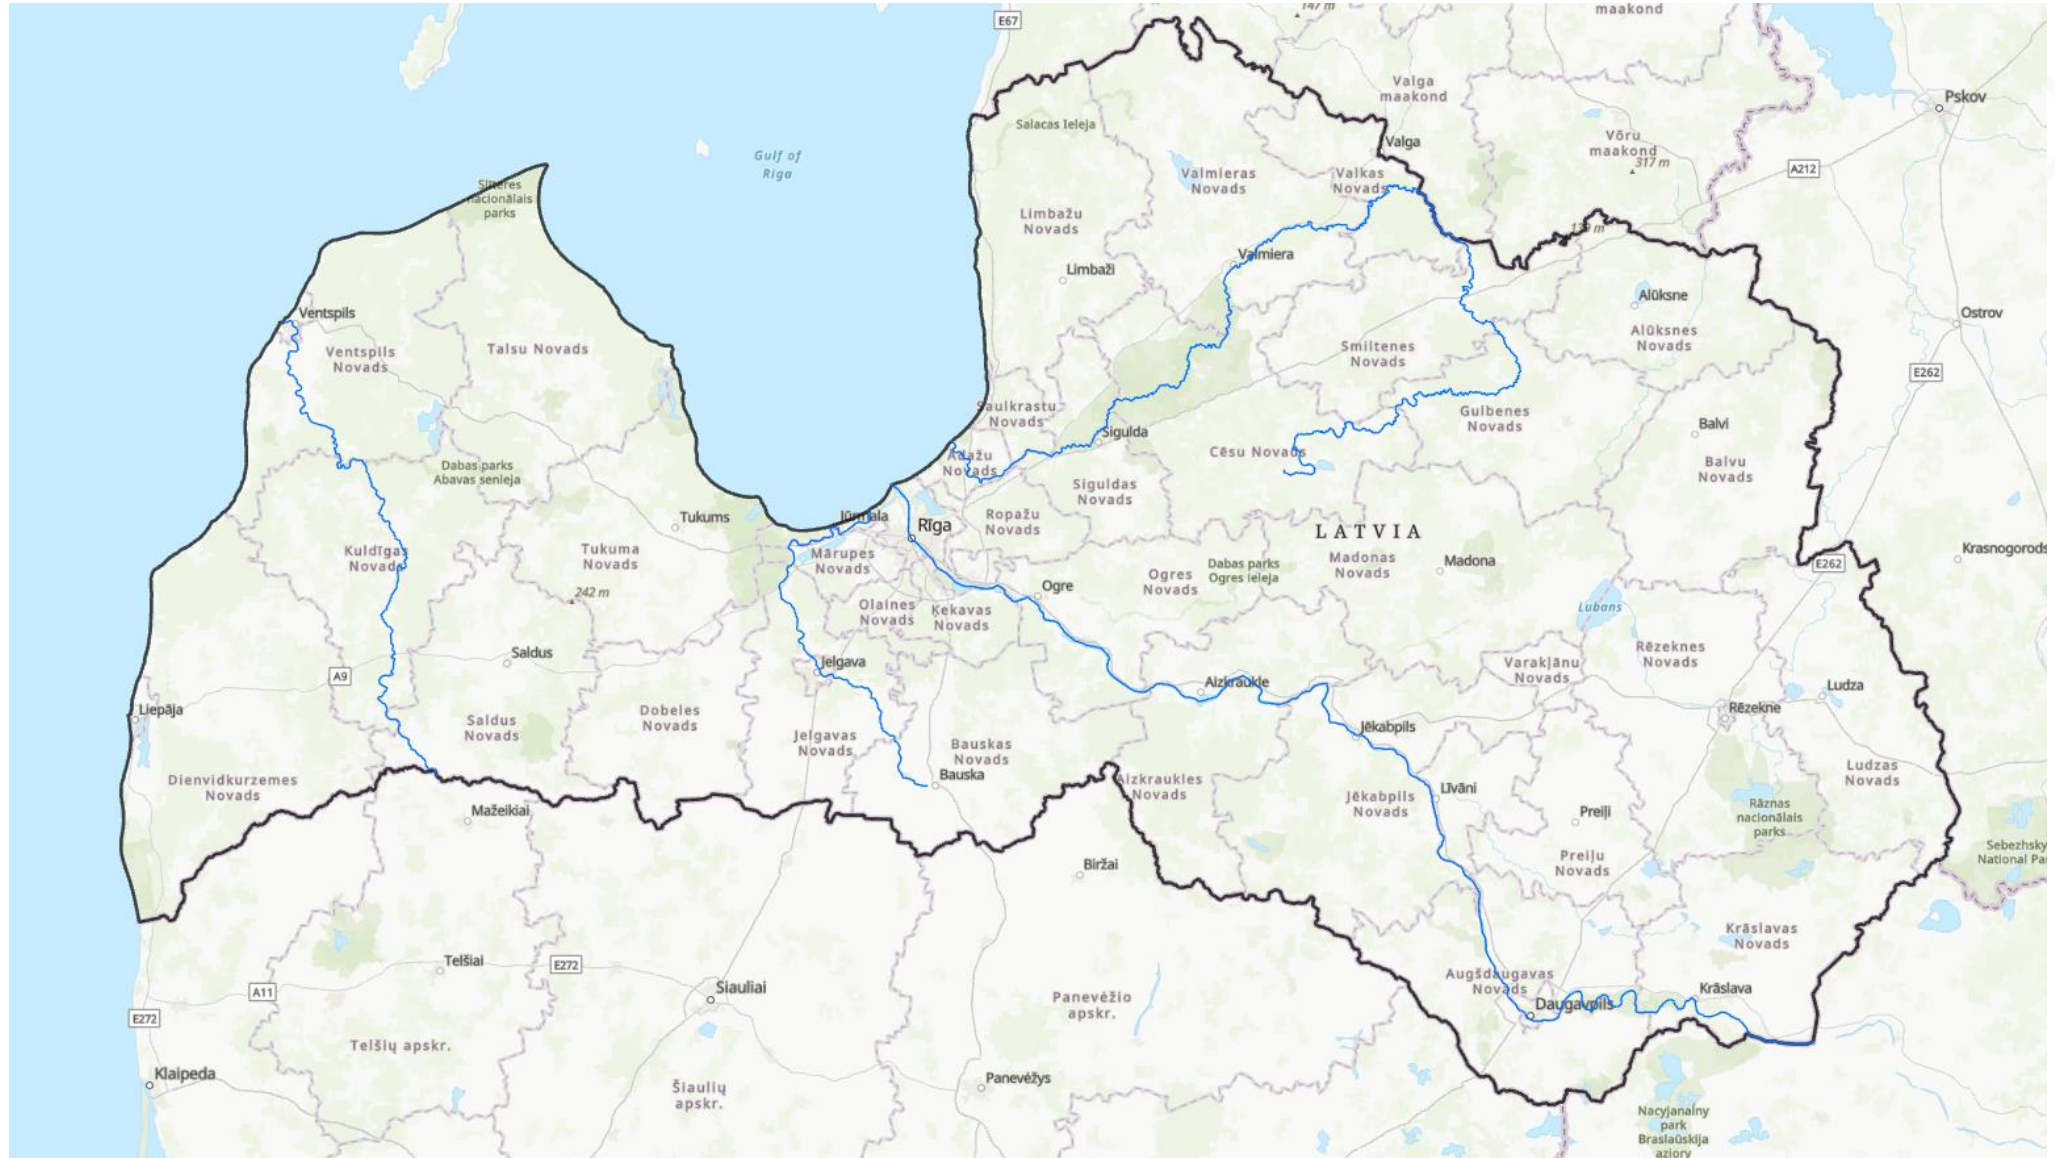 E67
147 m
maakond
Valga
maakond
Pskov
Salacas Ieleja
Valga
Võru
maakond
317 m
A212
Gulf of
Riga
Slīteres
nacionālais
parks
Valmieras
Novads
Valkas
Novads
Limbažu
Novads
139 m
Limbaži
Valmiera
Alūksne
Alūksnes
Novads
Ostrov
Ventspils
Ventspils
Novads
Talsu Novads
Smiltenes
Novads
E262
Saulkrastu
Novads
Gulbenes
Novads
Balvi
Sigulda
Cēsu Novads
Ādažu
Novads
Balvu
Novads
Dabas parks
Abavas senleja
Siguldas
Novads
Tukums
Jūrmala
Rīga
Ropažu
Novads
LATVIA
Kuldīgas
Novads
Tukuma
Novads
Mārupes
Novads
Madonas
Novads
Madona
Krasnogorods
E262
Dabas parks
Ogres ieleja
Ogres
Novads
Ogre
242 m
Olaines
Novads
Ķekavas
Novads
Lubans
Saldus
Jelgava
Rēzeknes
Novads
Varakļānu
Novads
A9
Aizkraukle
Ludza
Liepāja
Saldus
Novads
Dobeles
Novads
Rēzekne
Jēkabpils
Jelgavas
Novads
Bauskas
Novads
Dienvidkurzemes
Novads
Bauska
Aizkraukles
Novads
Ludzas
Novads
Līvāni
Jēkabpils
Novads
Mažeikiai
Preiļi
Rāznas
nacionālais
parks
Biržai
Preiļu
Novads
Sebezhsky
National Pa
Krāslavas
Novads
Telšiai
E272
Augšdaugavas
Novads
Siauliai
Krāslava
A11
Panevėžio
apskr.
Daugavpils
E272
Telšių apskr.
Klaipeda
Šiaulių
apskr.
Panevėžys
Nacyjanaĺny
park
Braslaŭskija
aziory